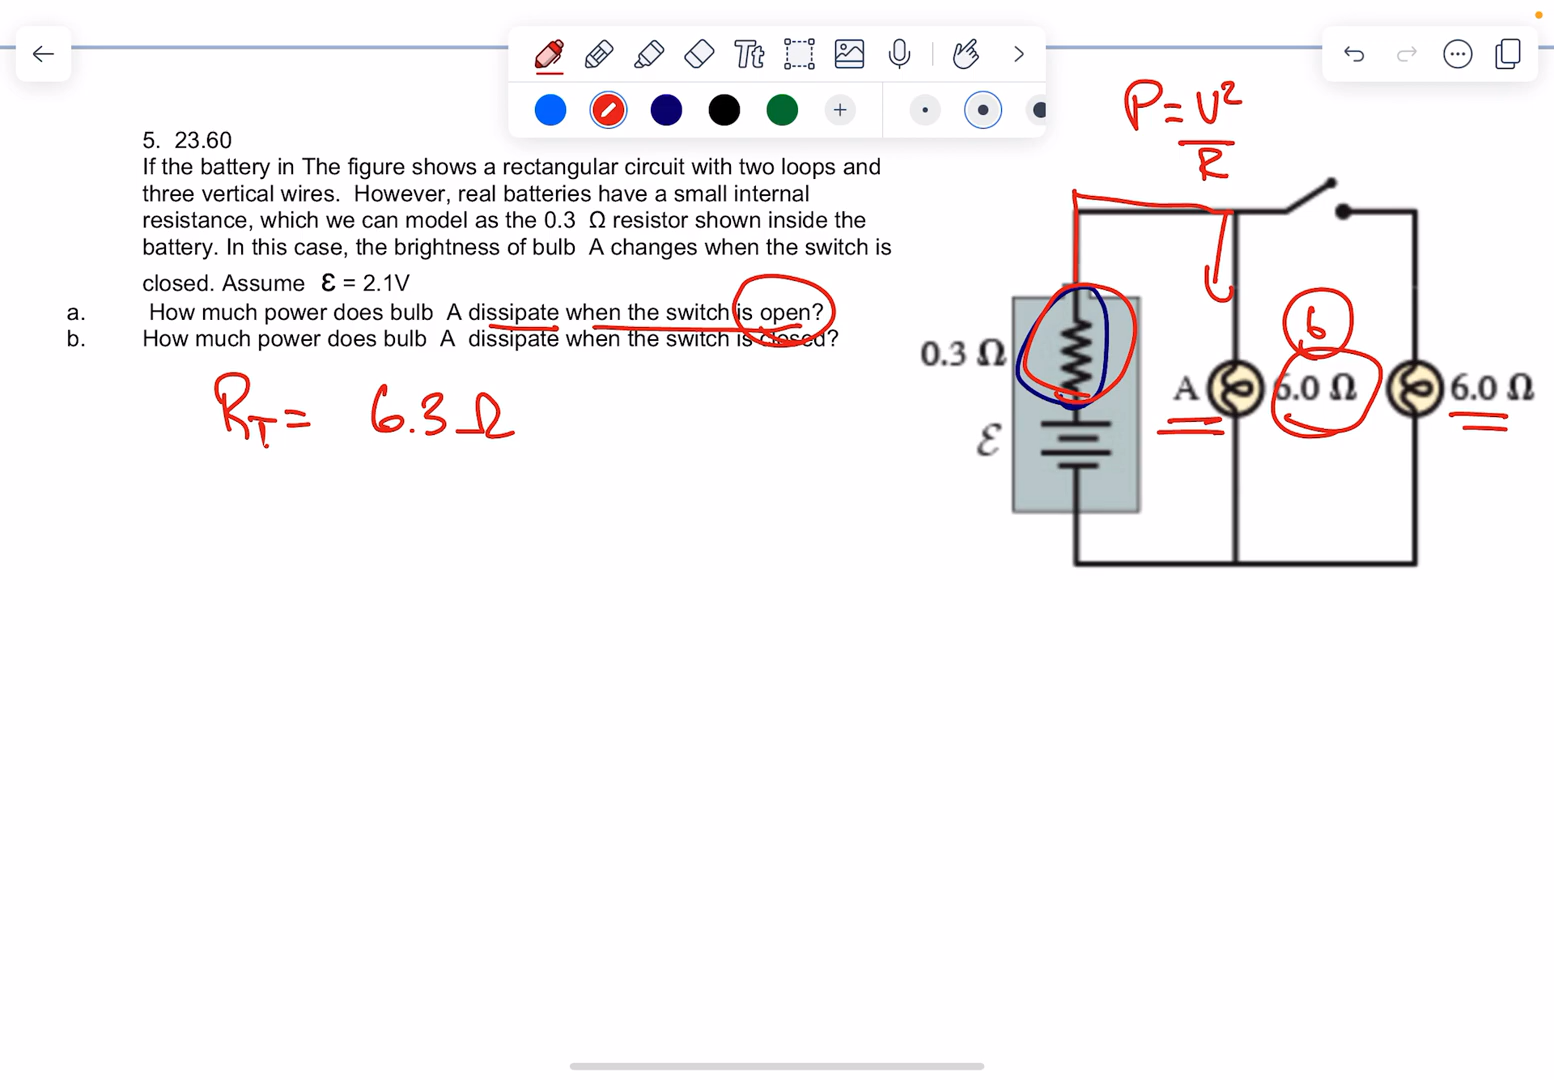 Tt
P = V²
R
5. 23.60
If the battery in The figure shows a rectangular circuit with two loops and
three vertical wires. However, real batteries have a small internal
resistance, which we can model as the 0.3 Ω resistor shown inside the
battery. In this case, the brightness of bulb A changes when the switch is
closed. Assume ε = 2.1V
a. How much power does bulb A dissipate when the switch is open?
b. How much power does bulb A dissipate when the switch is closed?
R_T = 6.3 Ω
6
0.3 Ω
A 6.0 Ω 6.0 Ω
ε